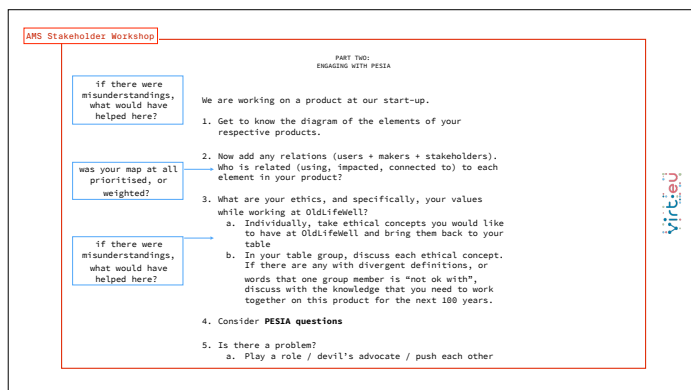 AMS Stakeholder Workshop
PART TWO:
ENGAGING WITH PESIA
if there were
misunderstandings,
what would have
helped here?
We are working on a product at our start-up.
1. Get to know the diagram of the elements of your
respective products.
was your map at all
prioritised, or
weighted?
2. Now add any relations (users + makers + stakeholders).
Who is related (using, impacted, connected to) to each
element in your product?
3. What are your ethics, and specifically, your values
while working at OldLifeWell?
a. Individually, take ethical concepts you would like
to have at OldLifeWell and bring them back to your
table
if there were
misunderstandings,
what would have
helped here?
b. In your table group, discuss each ethical concept.
If there are any with divergent definitions, or
words that one group member is “not ok with”,
discuss with the knowledge that you need to work
together on this product for the next 100 years.
4. Consider PESIA questions
5. Is there a problem?
a. Play a role / devil’s advocate / push each other
virt:eu